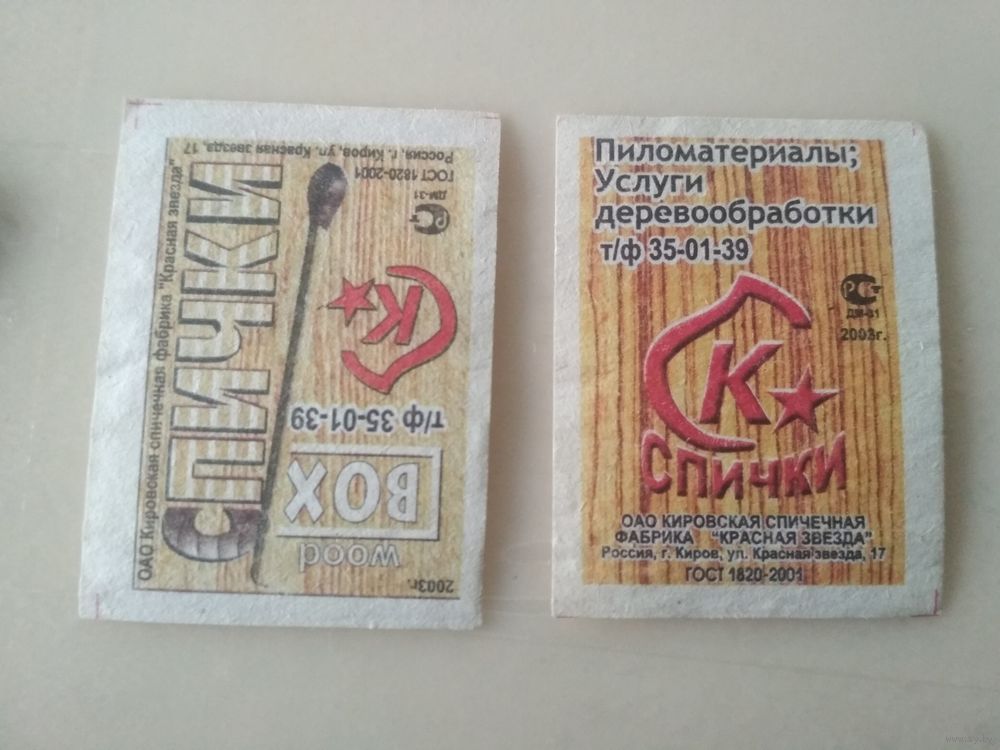 ОАО Кировская спичечная фабрика "Красная звезда"
СПИЧКИ
Россия, г. Киров, ул. Красная звезда, 17
ГОСТ 1820-2001
ДМ-31
К
т/ф 35-01-39
BOX
wood
2003г.
Пиломатериалы;
Услуги
деревообработки
т/ф 35-01-39
РСТ
ДМ-31
2003г.
К
СПИЧКИ
ОАО КИРОВСКАЯ СПИЧЕЧНАЯ
ФАБРИКА "КРАСНАЯ ЗВЕЗДА"
Россия, г. Киров, ул. Красная звезда, 17
ГОСТ 1820-2001